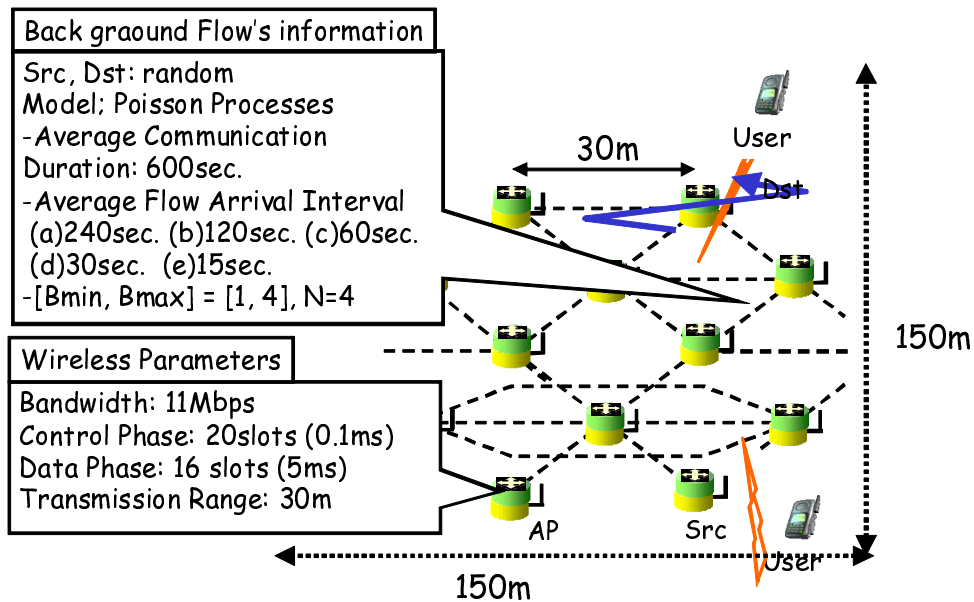 Back graound Flow's information
Src, Dst: random
Model; Poisson Processes
-Average Communication
Duration: 600sec.
-Average Flow Arrival Interval
(a)240sec. (b)120sec. (c)60sec.
(d)30sec. (e)15sec.
-[Bmin, Bmax] = [1, 4], N=4
User
30m
Dst
150m
Wireless Parameters
Bandwidth: 11Mbps
Control Phase: 20slots (0.1ms)
Data Phase: 16 slots (5ms)
Transmission Range: 30m
AP
Src
User
150m